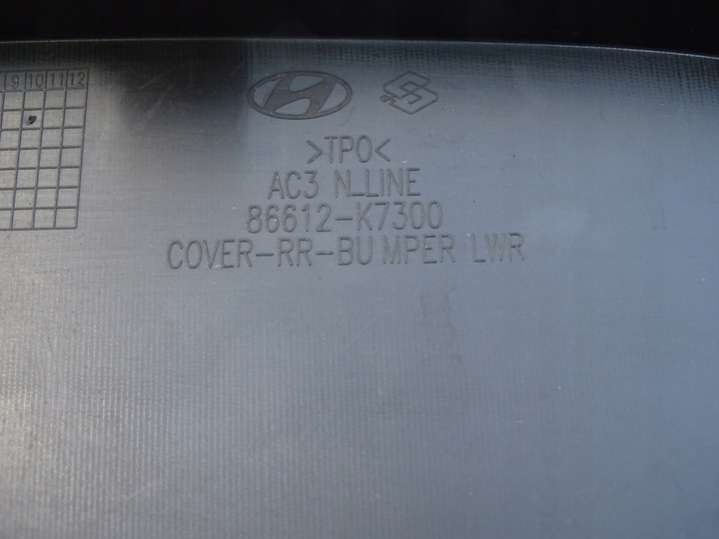 9 10 11 12
>TPO<
AC3 N_LINE
86612-K7300
COVER-RR-BUMPER LWR